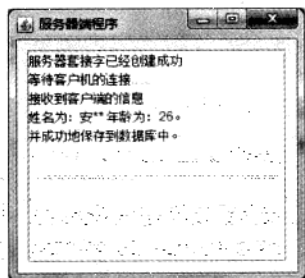 服务器端程序
服务器套接字已经创建成功
等待客户机的连接......
接收到客户端的信息
姓名为：安** 年龄为：26。
并成功地保存到数据库中。